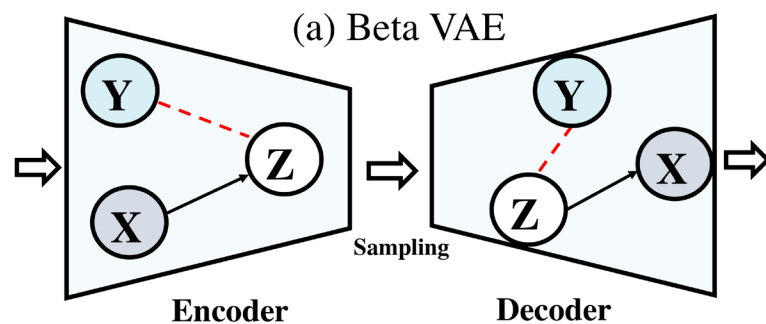 (a) Beta VAE
Y
Z
X
Sampling
Encoder
Y
Z
X
Decoder